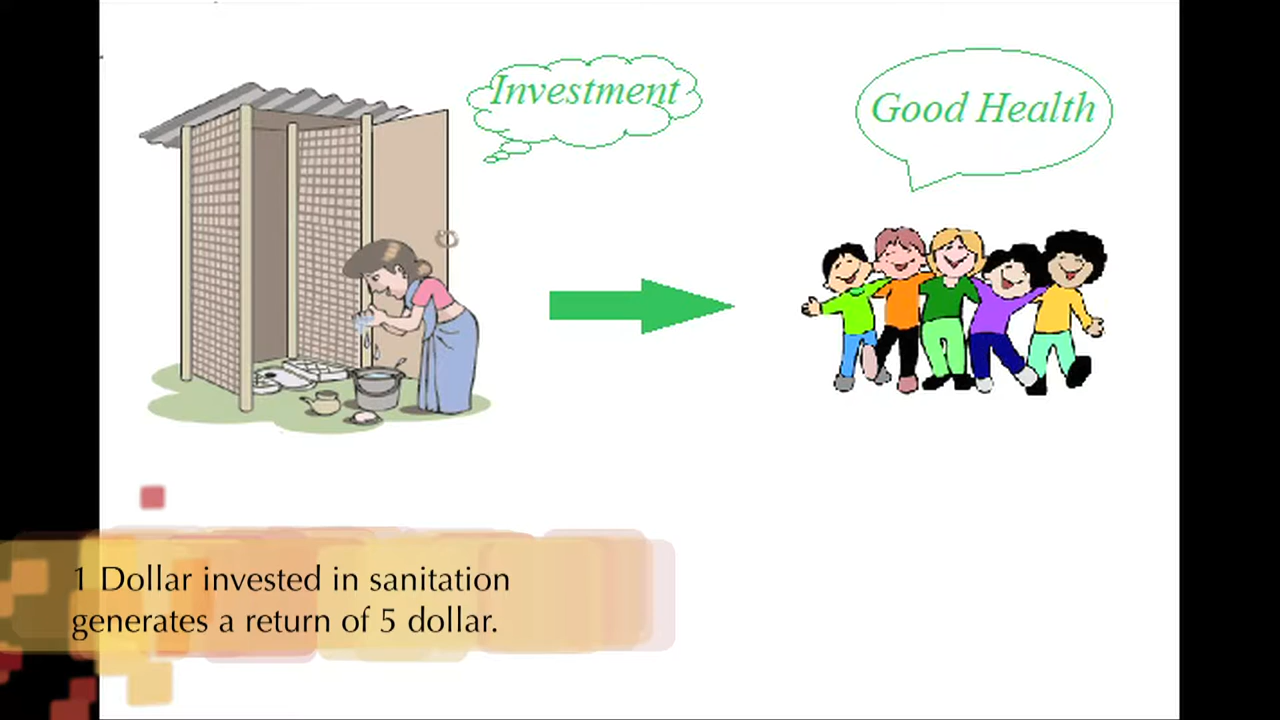 Investment
Good Health
1 Dollar invested in sanitation
generates a return of 5 dollar.